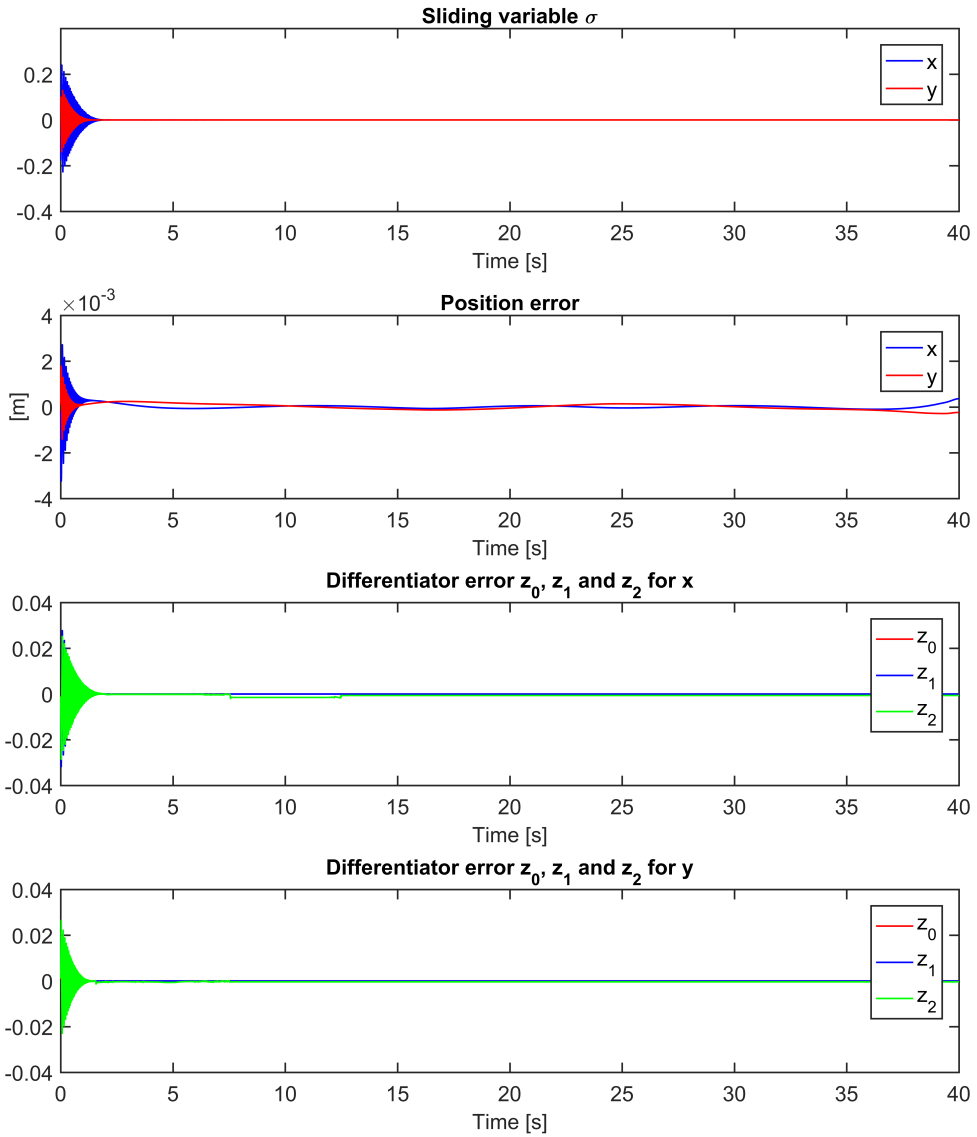 Sliding variable σ
0.2
0
-0.2
-0.4
x
y
0 5 10 15 20 25 30 35 40
Time [s]
×10⁻³
Position error
4
2
0
-2
-4
[m]
x
y
0 5 10 15 20 25 30 35 40
Time [s]
Differentiator error z₀, z₁ and z₂ for x
0.04
0.02
0
-0.02
-0.04
z₀
z₁
z₂
0 5 10 15 20 25 30 35 40
Time [s]
Differentiator error z₀, z₁ and z₂ for y
0.04
0.02
0
-0.02
-0.04
z₀
z₁
z₂
0 5 10 15 20 25 30 35 40
Time [s]